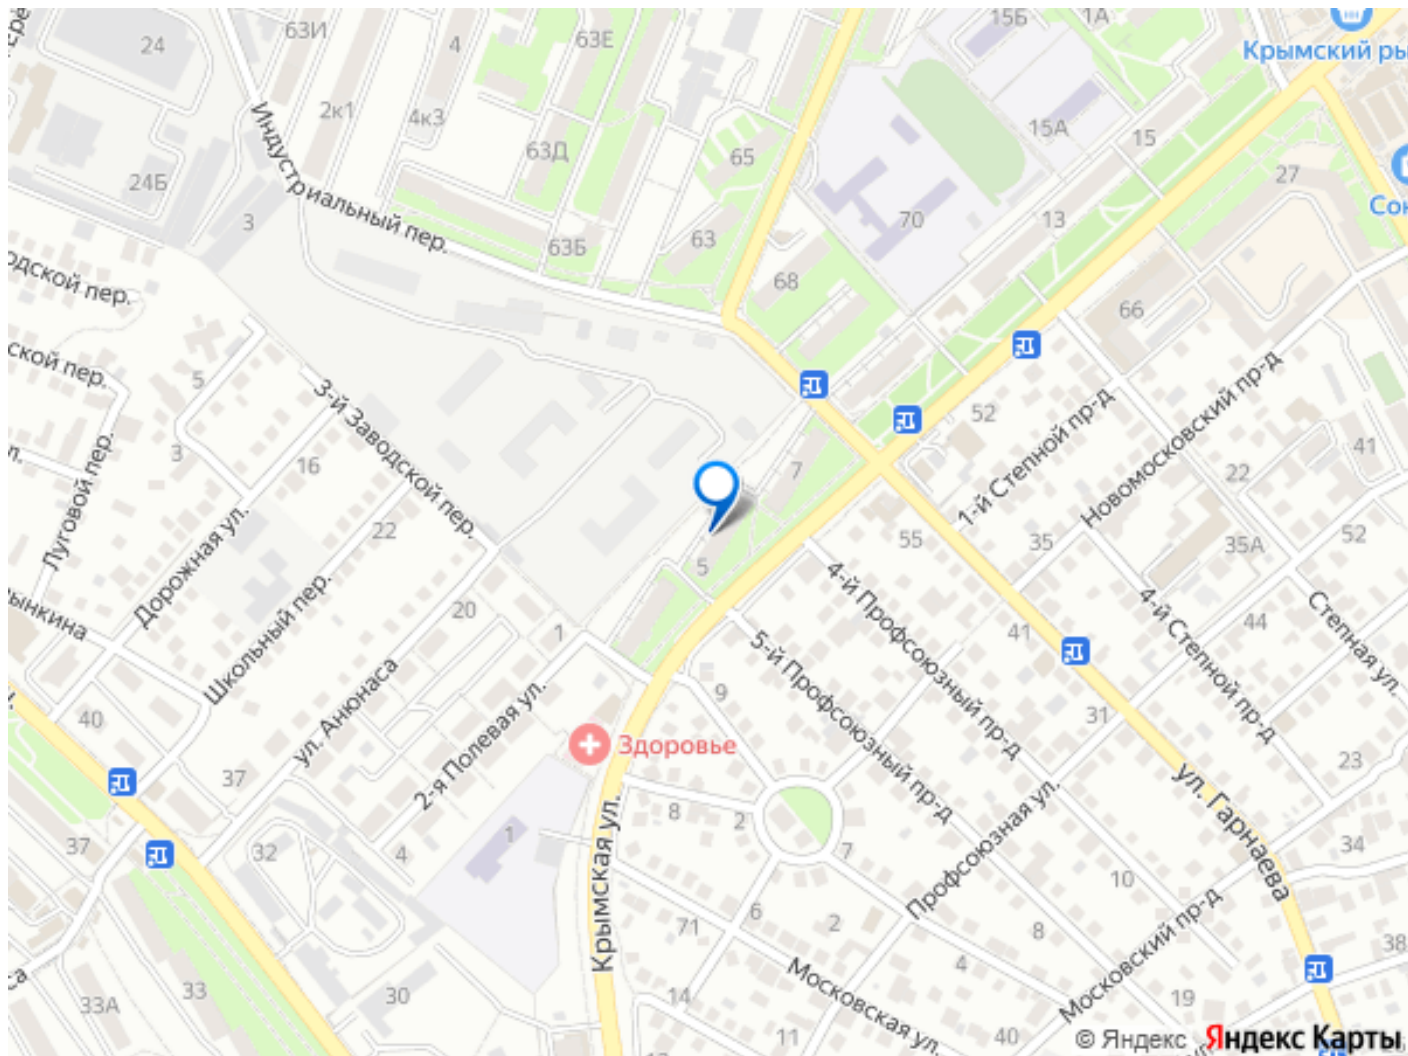 63И
24
4
63Е
15Б
1А
Крымский ры
2к1
4к3
Индустриальный пер.
63Д
65
15А
15
24Б
27
3
Сок
63Б
63
70
13
одской пер.
68
66
ской пер.
5
3-й Заводской пер.
52
1-й Степной пр-д
Новомосковский пр-д
3
16
7
22
41
Луговой пер.
Дорожная ул.
22
55
35
35А
52
5
4-й Профсоюзный пр-д
4-й Степной пр-д
Степная ул.
рынкина
Школьный пер.
20
1
41
44
5-й Профсоюзный пр-д
ул. Анюнаса
2-я Полевая ул.
9
40
31
Здоровье
37
23
ул. Гарнаева
Крымская ул.
8
2
Профсоюзная ул.
1
37
32
4
7
34
10
6
2
71
8
Московский пр-д
38
4
33А
33
30
14
Московская ул.
19
11
40
© Яндекс Яндекс Карты